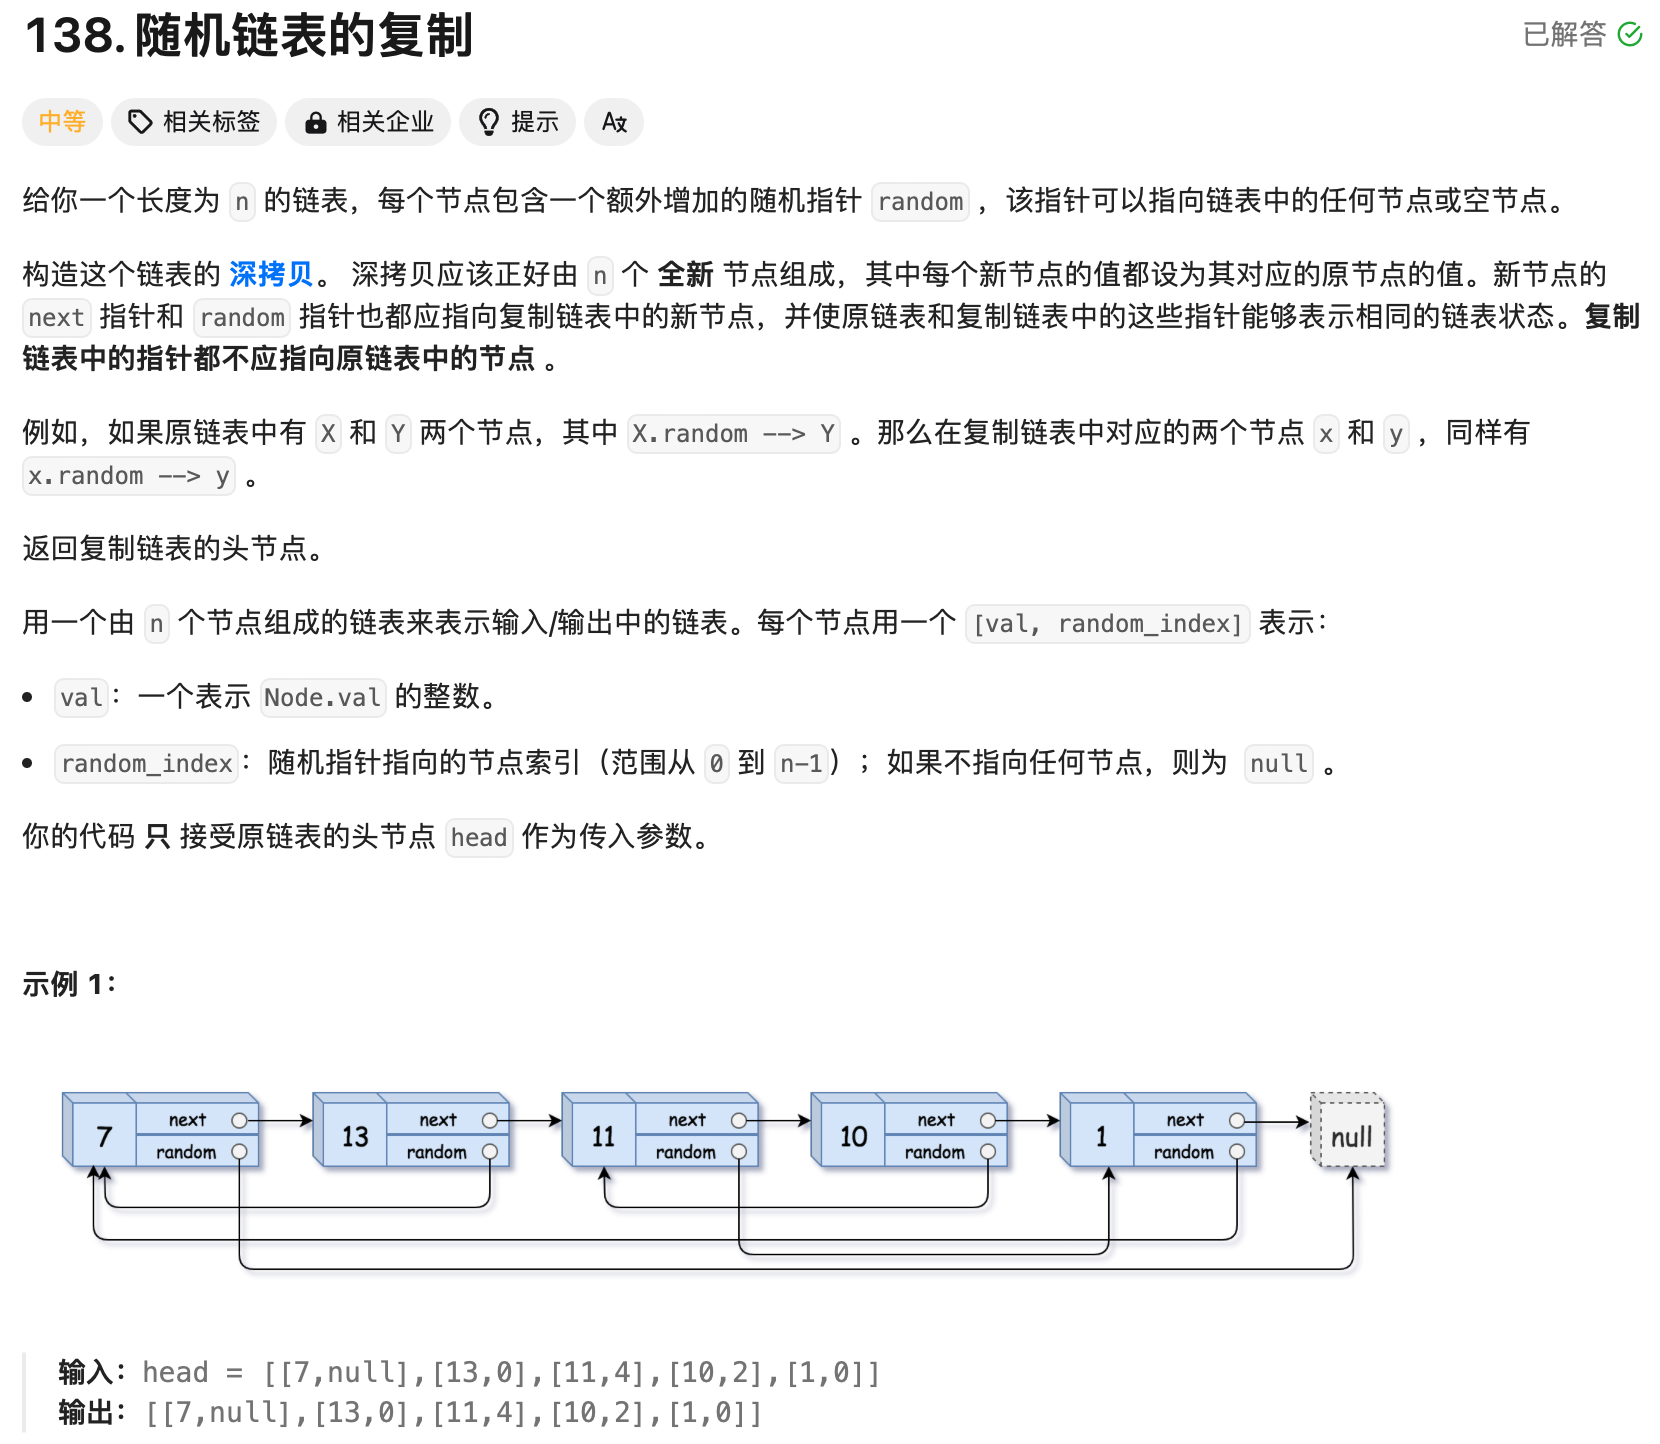 138. 随机链表的复制
已解答
中等 相关标签 相关企业 提示 A文
给你一个长度为 n 的链表，每个节点包含一个额外增加的随机指针 random ，该指针可以指向链表中的任何节点或空节点。
构造这个链表的 深拷贝。 深拷贝应该正好由 n 个 全新 节点组成，其中每个新节点的值都设为其对应的原节点的值。新节点的
next 指针和 random 指针也都应指向复制链表中的新节点，并使原链表和复制链表中的这些指针能够表示相同的链表状态。复制
链表中的指针都不应指向原链表中的节点 。
例如，如果原链表中有 X 和 Y 两个节点，其中 X.random --> Y 。那么在复制链表中对应的两个节点 x 和 y ，同样有
x.random --> y 。
返回复制链表的头节点。
用一个由 n 个节点组成的链表来表示输入/输出中的链表。每个节点用一个 [val, random_index] 表示：
• val：一个表示 Node.val 的整数。
• random_index：随机指针指向的节点索引（范围从 0 到 n-1）；如果不指向任何节点，则为 null 。
你的代码 只 接受原链表的头节点 head 作为传入参数。
示例 1：
7 next random 13 next random 11 next random 10 next random 1 next random null
输入：head = [[7,null],[13,0],[11,4],[10,2],[1,0]]
输出：[[7,null],[13,0],[11,4],[10,2],[1,0]]